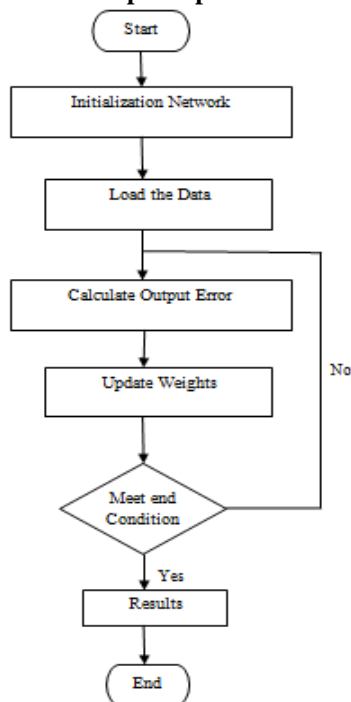 Start
Initialization Network
Load the Data
Calculate Output Error
Update Weights
No
Meet end
Condition
Yes
Results
End